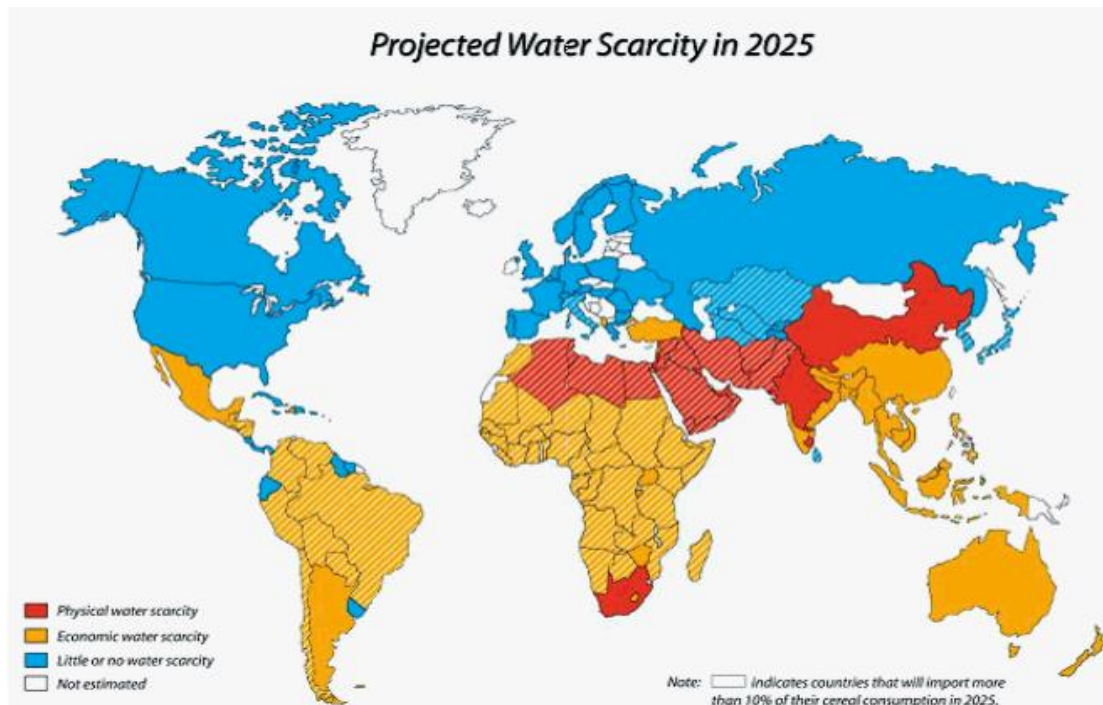 Projected Water Scarcity in 2025
Physical water scarcity
Economic water scarcity
Little or no water scarcity
Not estimated
Note: indicates countries that will import more
than 10% of their cereal consumption in 2025.